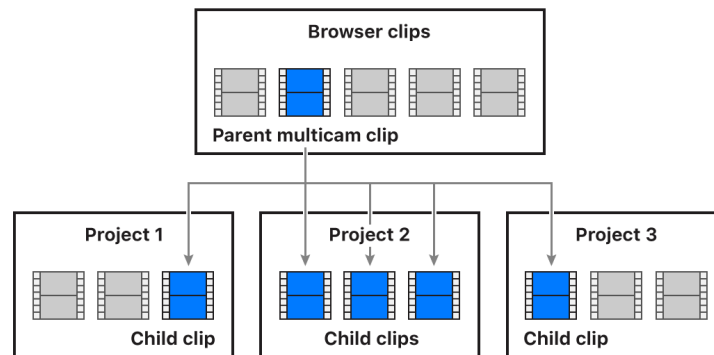 Browser clips
Parent multicam clip
Project 1
Project 2
Project 3
Child clip
Child clips
Child clip